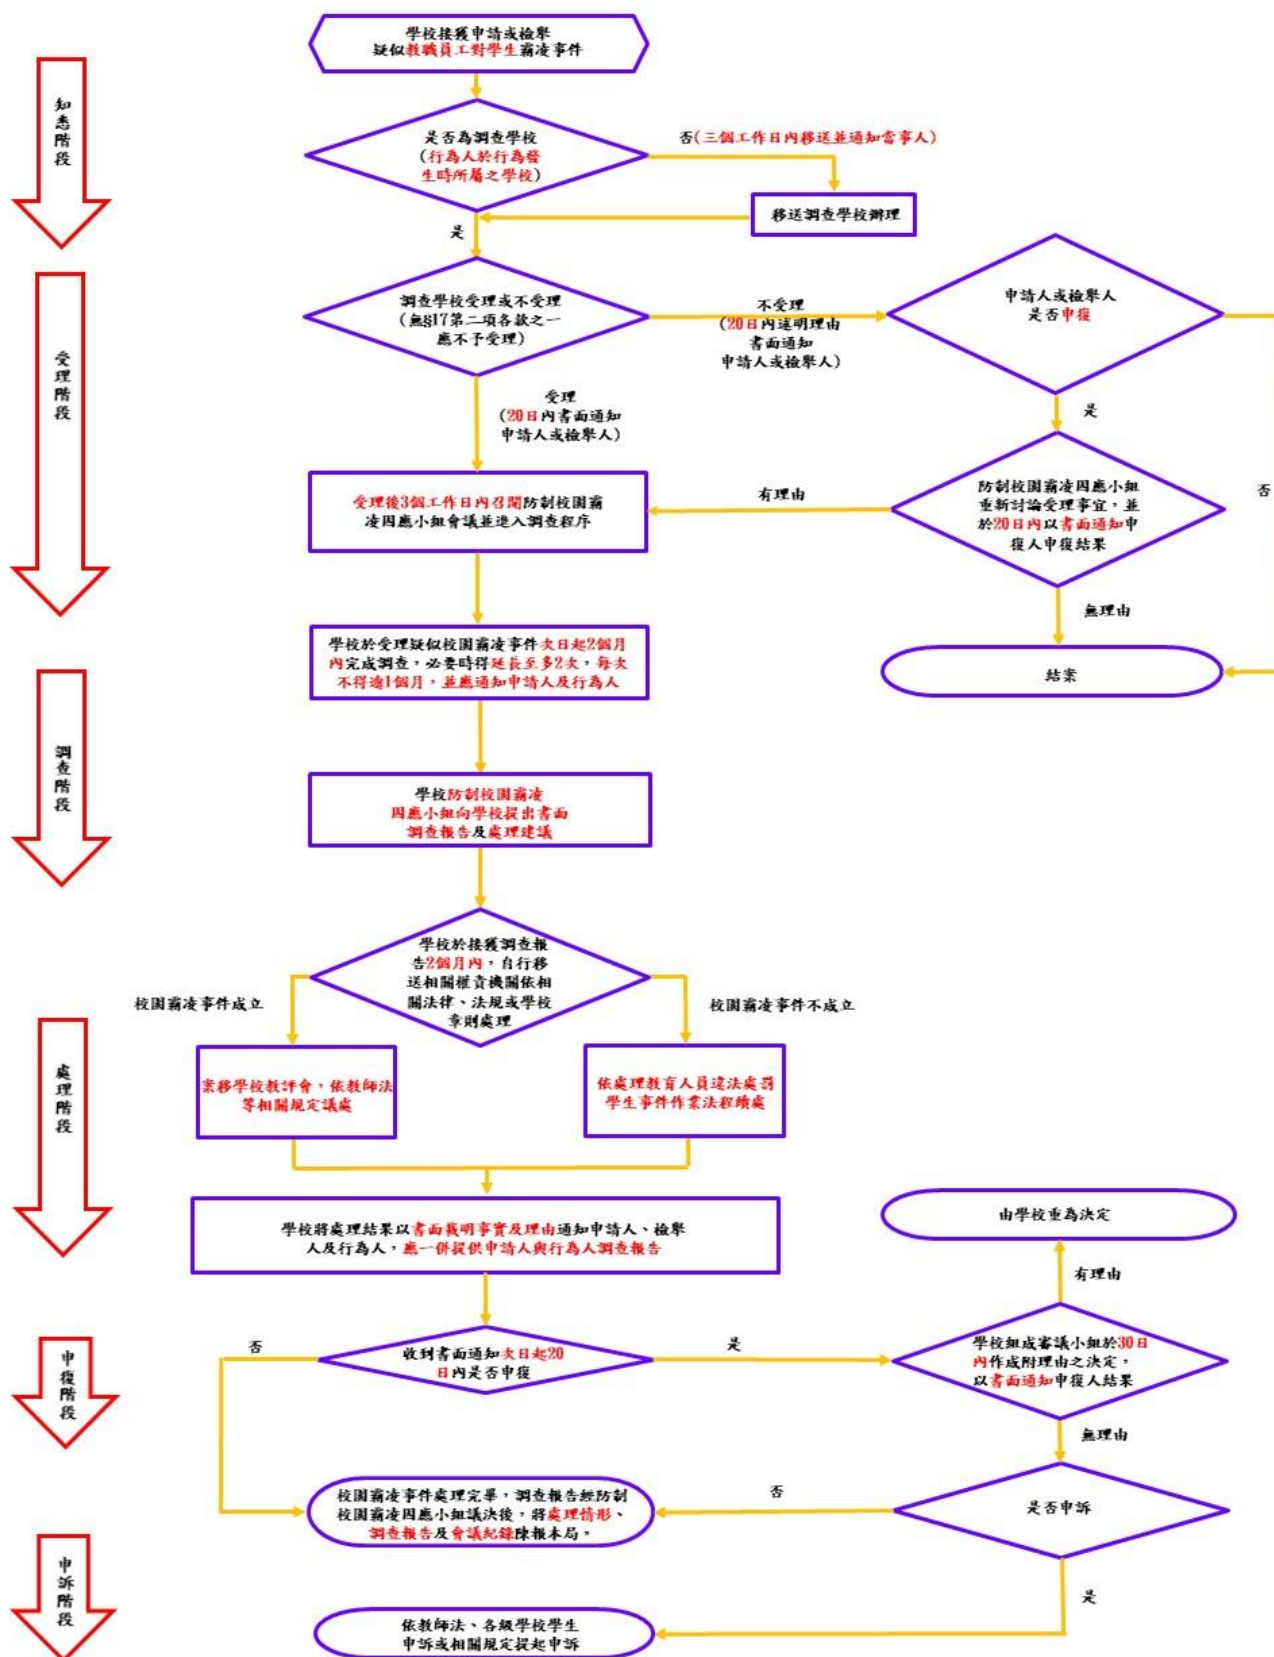 學校接獲申請或檢舉
疑似教職員工對學生霸凌事件
知悉階段
是否為調查學校
(行為人於行為發
生時所屬之學校)
否(三個工作日內移送並通知當事人)
移送調查學校辦理
是
受理階段
調查學校受理或不受理
(無§17第二項各款之一
應不予受理)
不受理
(20日內述明理由
書面通知
申請人或檢舉人)
申請人或檢舉人
是否申復
受理
(20日內書面通知
申請人或檢舉人)
是
否
受理後3個工作日內召開防制校園霸
凌因應小組會議並進入調查程序
有理由
防制校園霸凌因應小組
重新討論受理事宜，並
於20日內以書面通知申
復人申復結果
無理由
結案
學校於受理疑似校園霸凌事件次日起2個月
內完成調查，必要時得延長至多2次，每次
不得逾1個月，並應通知申請人及行為人
調查階段
學校防制校園霸凌
因應小組向學校提出書面
調查報告及處理建議
學校於接獲調查報
告2個月內，自行移
送相關權責機關依相
關法律、法規或學校
章則處理
校園霸凌事件成立
校園霸凌事件不成立
處理階段
案移學校教評會，依教師法
等相關規定議處
依處理教育人員違法處罰
學生事件作業法程續處
學校將處理結果以書面載明事實及理由通知申請人、檢舉
人及行為人，應一併提供申請人與行為人調查報告
由學校重為決定
有理由
申復階段
否
收到書面通知次日起20
日內是否申復
是
學校組成審議小組於30日
內作成附理由之決定，
以書面通知申復人結果
無理由
校園霸凌事件處理完畢，調查報告經防制
校園霸凌因應小組議決後，將處理情形、
調查報告及會議紀錄陳報本局。
否
是否申訴
申訴階段
是
依教師法、各級學校學生
申訴或相關規定提起申訴